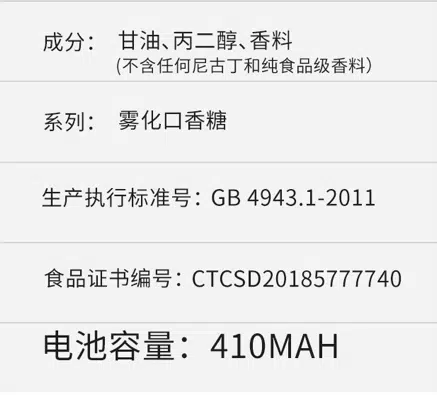 成分： 甘油、丙二醇、香料
(不含任何尼古丁和纯食品级香料）
系列： 雾化口香糖
生产执行标准号：GB 4943.1-2011
食品证书编号：CTCSD20185777740
电池容量：410MAH